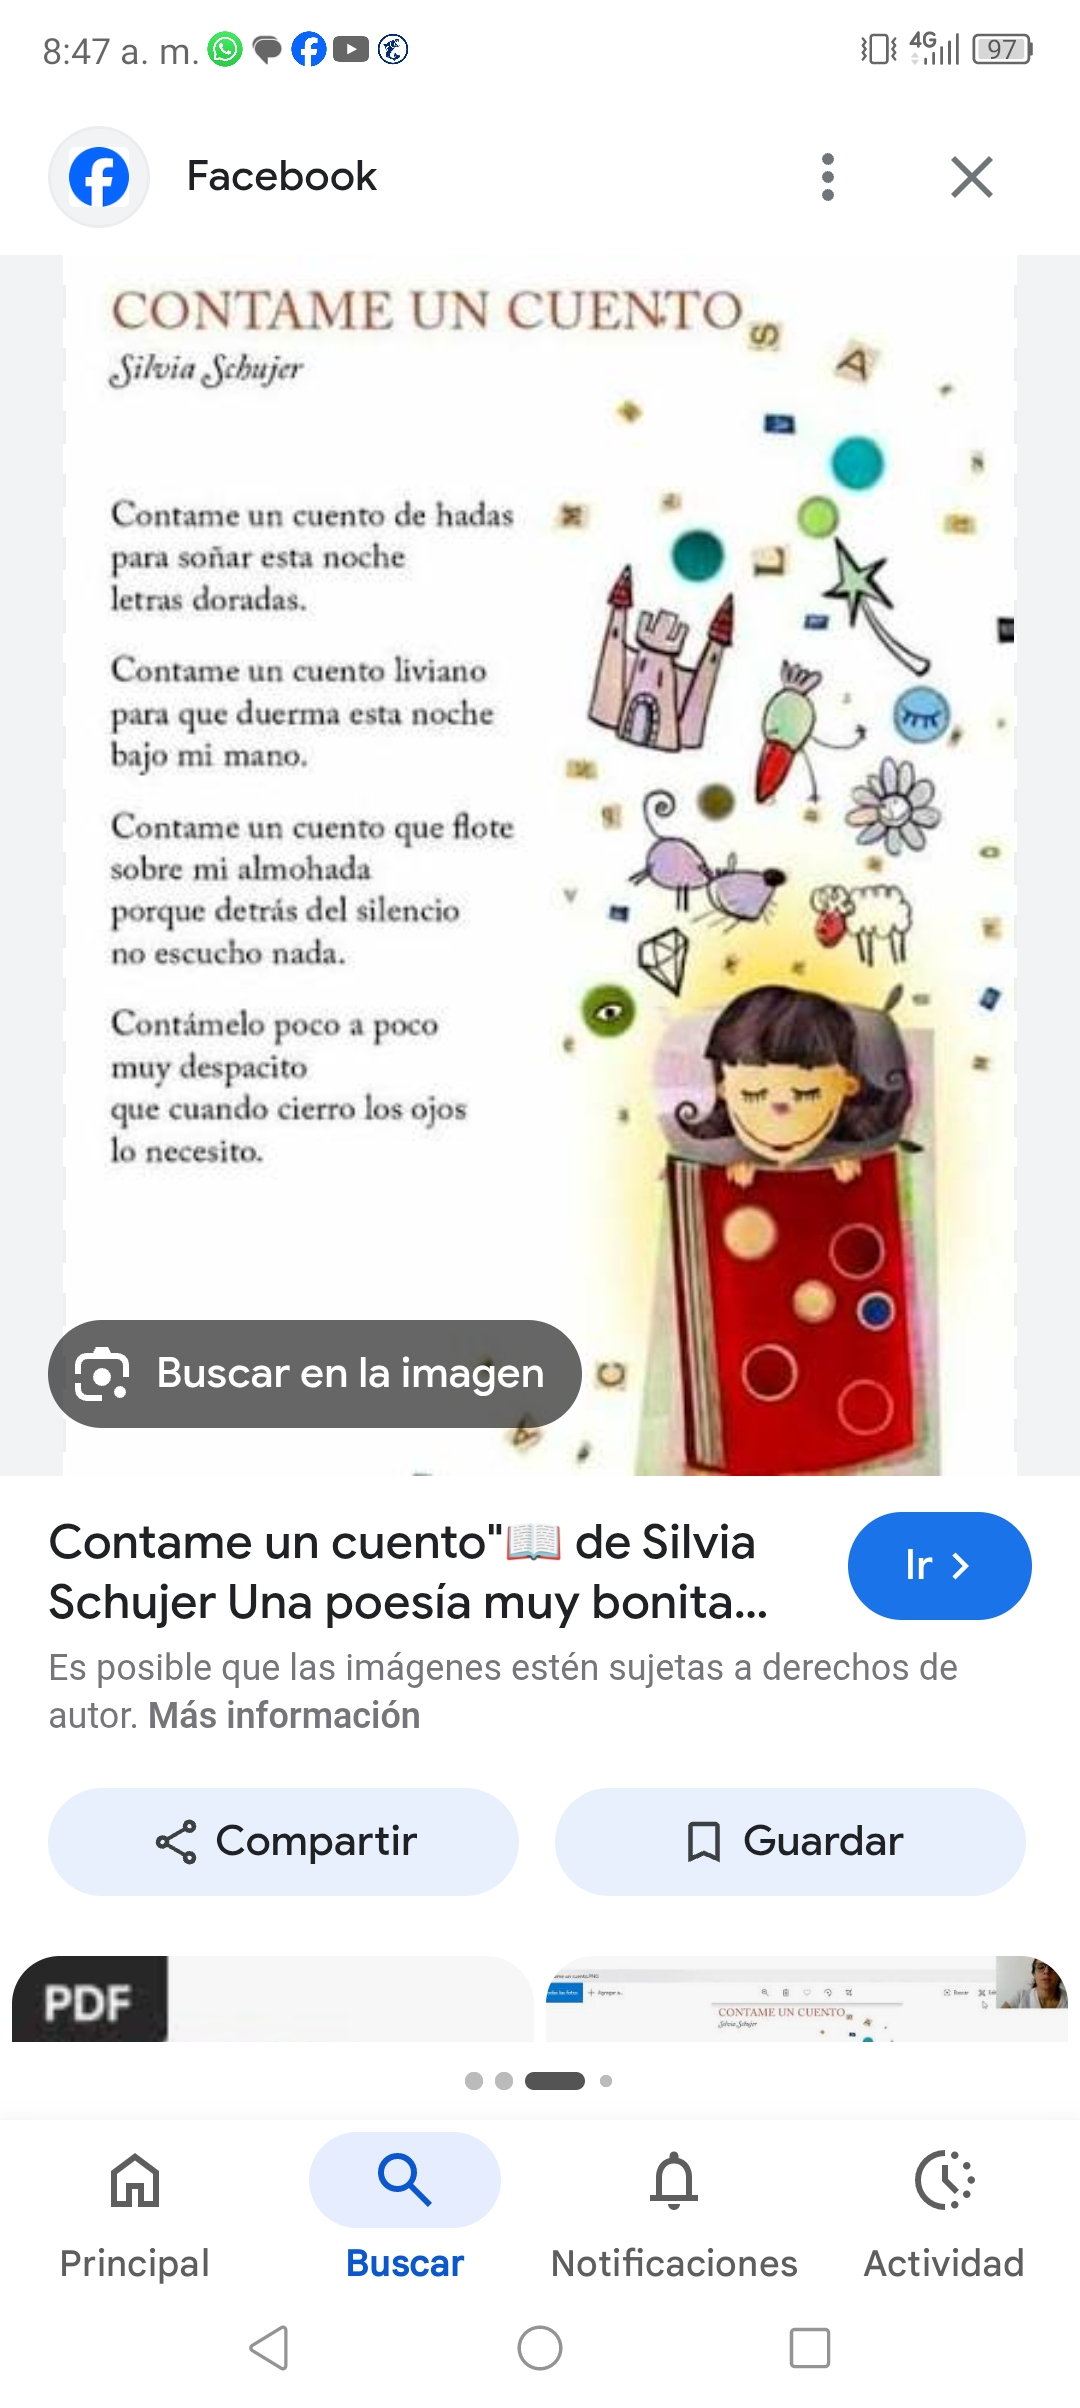 8:47 a. m.
4G
97
Facebook
CONTAME UN CUENTO
Silvia Schujer
S
A
L
Contame un cuento de hadas
para soñar esta noche
letras doradas.
Contame un cuento liviano
para que duerma esta noche
bajo mi mano.
Contame un cuento que flote
sobre mi almohada
porque detrás del silencio
no escucho nada.
Contámelo poco a poco
muy despacito
que cuando cierro los ojos
lo necesito.
Buscar en la imagen
Contame un cuento"📖 de Silvia
Schujer Una poesía muy bonita...
Ir
Es posible que las imágenes estén sujetas a derechos de
autor. Más información
Compartir
Guardar
PDF
CONTAME UN CUENTO
Silvia Schujer
Principal
Buscar
Notificaciones
Actividad